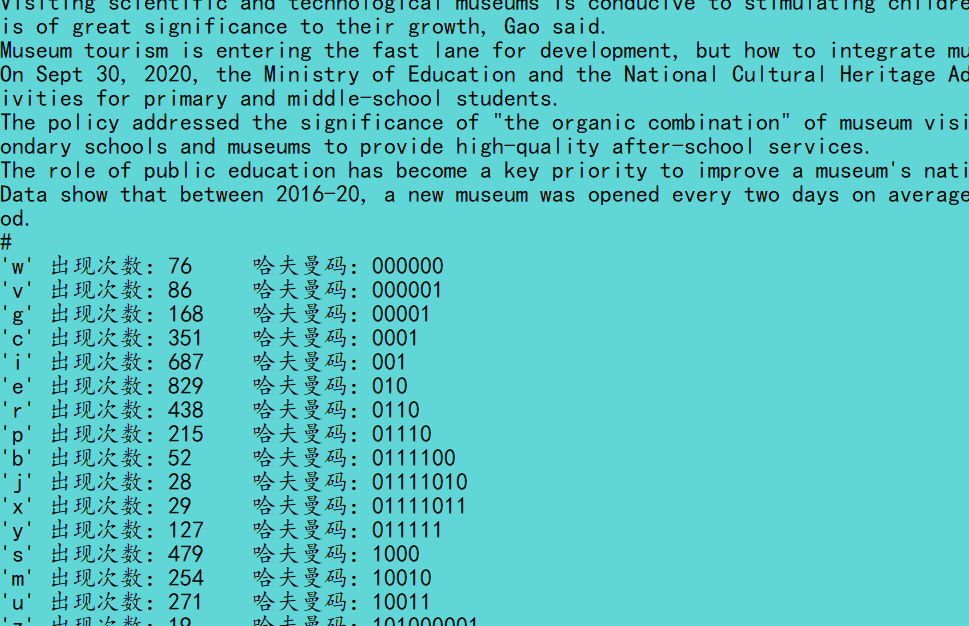 Visiting scientific and technological museums is conducive to stimulating childre
is of great significance to their growth, Gao said.
Museum tourism is entering the fast lane for development, but how to integrate mu
On Sept 30, 2020, the Ministry of Education and the National Cultural Heritage Ad
ivities for primary and middle-school students.
The policy addressed the significance of "the organic combination" of museum visi
ondary schools and museums to provide high-quality after-school services.
The role of public education has become a key priority to improve a museum's nati
Data show that between 2016-20, a new museum was opened every two days on average
od.
#
'w' 出现次数: 76 哈夫曼码: 000000
'v' 出现次数: 86 哈夫曼码: 000001
'g' 出现次数: 168 哈夫曼码: 00001
'c' 出现次数: 351 哈夫曼码: 0001
'i' 出现次数: 687 哈夫曼码: 001
'e' 出现次数: 829 哈夫曼码: 010
'r' 出现次数: 438 哈夫曼码: 0110
'p' 出现次数: 215 哈夫曼码: 01110
'b' 出现次数: 52 哈夫曼码: 0111100
'j' 出现次数: 28 哈夫曼码: 01111010
'x' 出现次数: 29 哈夫曼码: 01111011
'y' 出现次数: 127 哈夫曼码: 011111
's' 出现次数: 479 哈夫曼码: 1000
'm' 出现次数: 254 哈夫曼码: 10010
'u' 出现次数: 271 哈夫曼码: 10011
'z' 出现次数: 19 哈夫曼码: 101000001